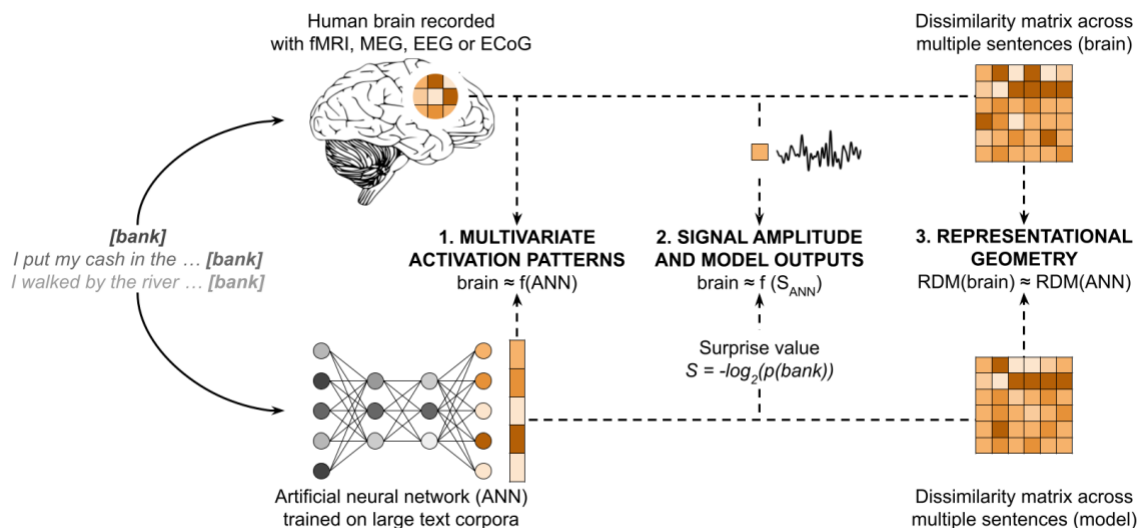 Human brain recorded
with fMRI, MEG, EEG or ECoG
Dissimilarity matrix across
multiple sentences (brain)
[bank]
I put my cash in the … [bank]
I walked by the river … [bank]
1. MULTIVARIATE
ACTIVATION PATTERNS
brain ≈ f(ANN)
2. SIGNAL AMPLITUDE
AND MODEL OUTPUTS
brain ≈ f (S_ANN)
3. REPRESENTATIONAL
GEOMETRY
RDM(brain) ≈ RDM(ANN)
Surprise value
S = -log₂(p(bank))
Artificial neural network (ANN)
trained on large text corpora
Dissimilarity matrix across
multiple sentences (model)